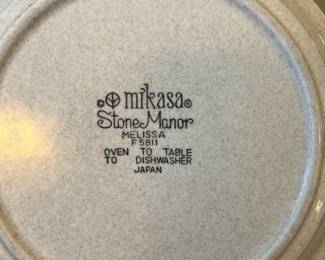 mikasa®
Stone Manor
MELISSA
F5811
OVEN TO TABLE
TO DISHWASHER
JAPAN